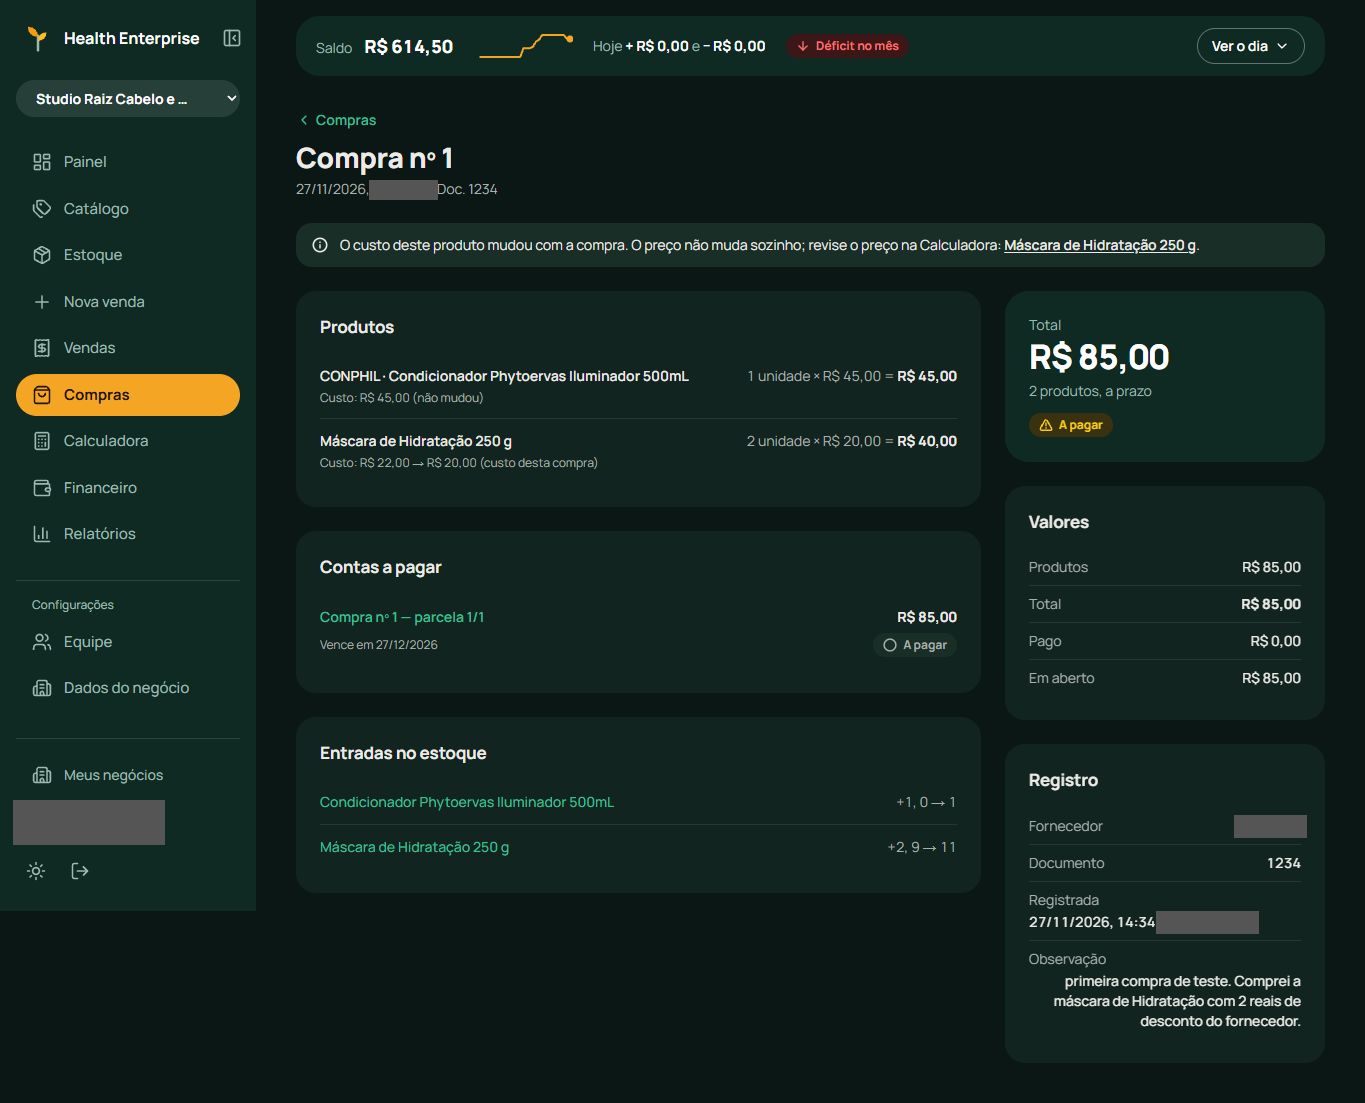 Health Enterprise
Studio Raiz Cabelo e ...
Painel
Catálogo
Estoque
Nova venda
Vendas
Compras
Calculadora
Financeiro
Relatórios
Configurações
Equipe
Dados do negócio
Meus negócios
Saldo R$ 614,50 Hoje + R$ 0,00 e − R$ 0,00 Déficit no mês Ver o dia
Compras
Compra nº 1
27/11/2026, Doc. 1234
O custo deste produto mudou com a compra. O preço não muda sozinho; revise o preço na Calculadora: Máscara de Hidratação 250 g.
Produtos
CONPHIL · Condicionador Phytoervas Iluminador 500mL 1 unidade × R$ 45,00 = R$ 45,00
Custo: R$ 45,00 (não mudou)
Máscara de Hidratação 250 g 2 unidade × R$ 20,00 = R$ 40,00
Custo: R$ 22,00 → R$ 20,00 (custo desta compra)
Contas a pagar
Compra nº 1 — parcela 1/1 R$ 85,00
Vence em 27/12/2026 A pagar
Entradas no estoque
Condicionador Phytoervas Iluminador 500mL +1, 0 → 1
Máscara de Hidratação 250 g +2, 9 → 11
Total
R$ 85,00
2 produtos, a prazo
A pagar
Valores
Produtos R$ 85,00
Total R$ 85,00
Pago R$ 0,00
Em aberto R$ 85,00
Registro
Fornecedor
Documento 1234
Registrada
27/11/2026, 14:34
Observação
primeira compra de teste. Comprei a
máscara de Hidratação com 2 reais de
desconto do fornecedor.